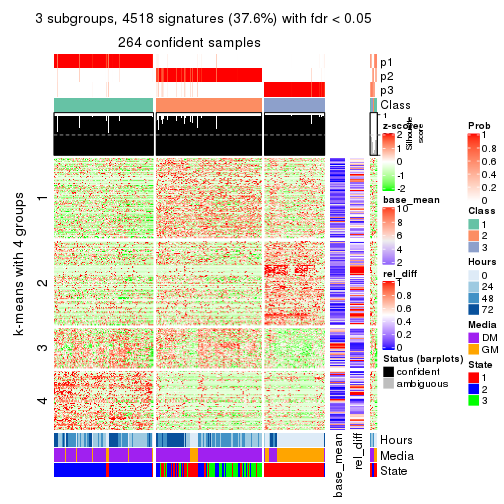 3 subgroups, 4518 signatures (37.6%) with fdr < 0.05
264 confident samples
p1
p2
p3
Class
1
Silhouette
score
k-means with 4 groups
1
2
3
4
z-score
2
1
0
-1
-2
base_mean
10
8
6
4
2
rel_diff
1
0.8
0.6
0.4
0.2
0
Status (barplots)
confident
ambiguous
Prob
1
0.8
0.6
0.4
0.2
0
Class
1
2
3
Hours
0
24
48
72
Media
DM
GM
State
1
2
3
Hours
Media
State
base_mean
rel_diff